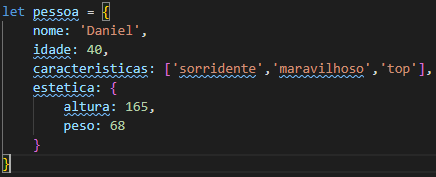 let pessoa = {
    nome: 'Daniel',
    idade: 40,
    caracteristicas: ['sorridente','maravilhoso','top'],
    estetica: {
        altura: 165,
        peso: 68
    }
}